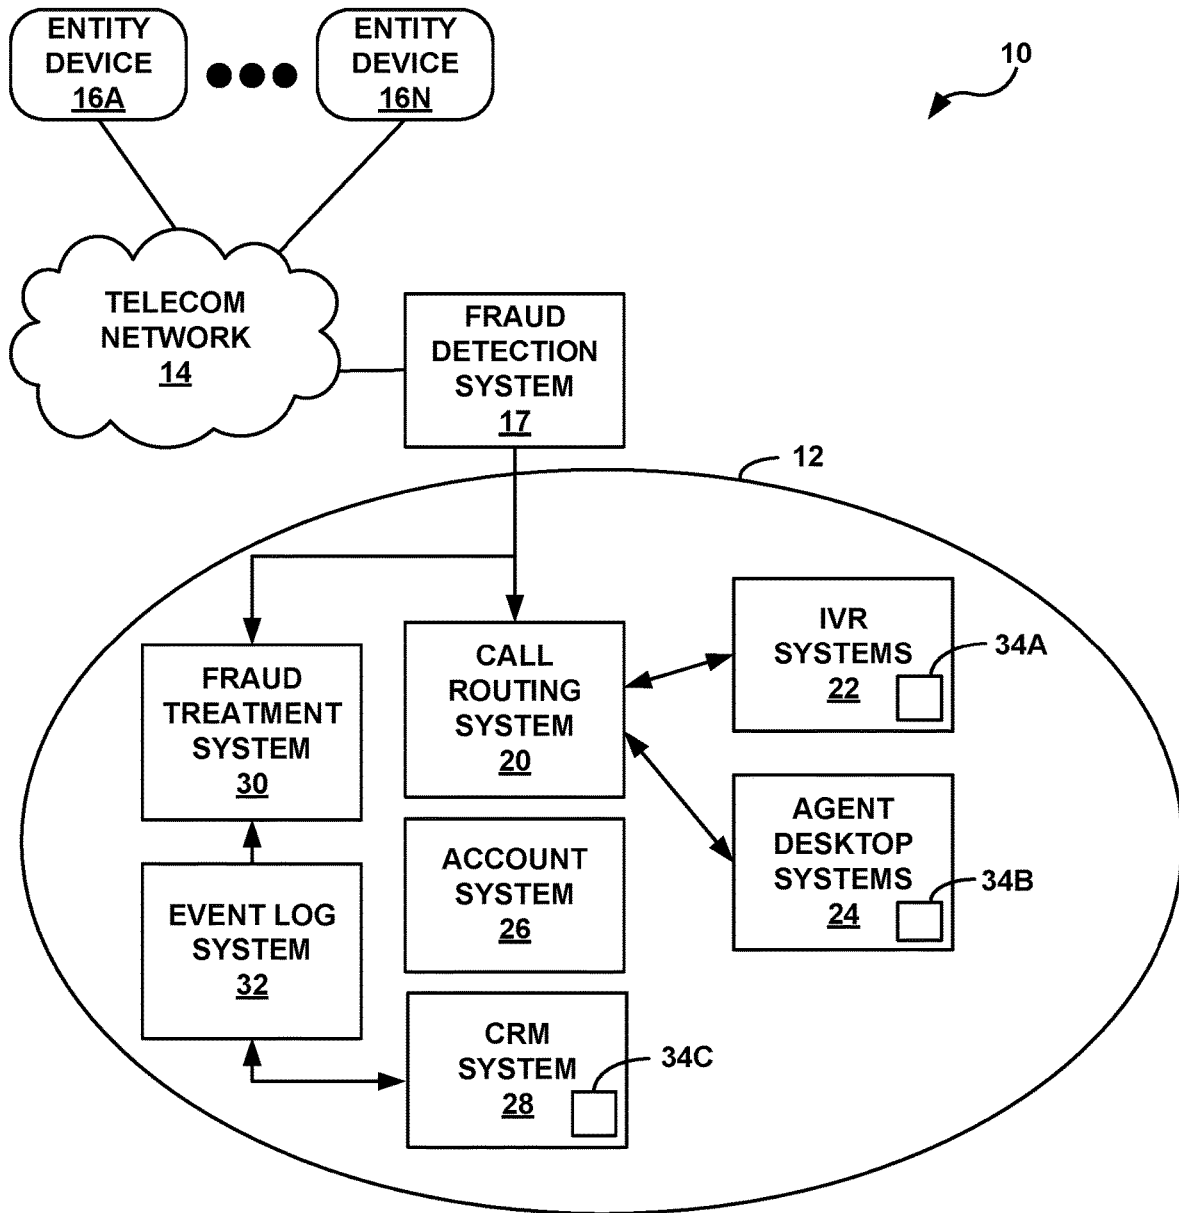 ENTITY
DEVICE
16A
ENTITY
DEVICE
16N
10
TELECOM
NETWORK
14
FRAUD
DETECTION
SYSTEM
17
12
FRAUD
TREATMENT
SYSTEM
30
CALL
ROUTING
SYSTEM
20
IVR
SYSTEMS
22
34A
AGENT
DESKTOP
SYSTEMS
24
34B
ACCOUNT
SYSTEM
26
EVENT LOG
SYSTEM
32
CRM
SYSTEM
28
34C